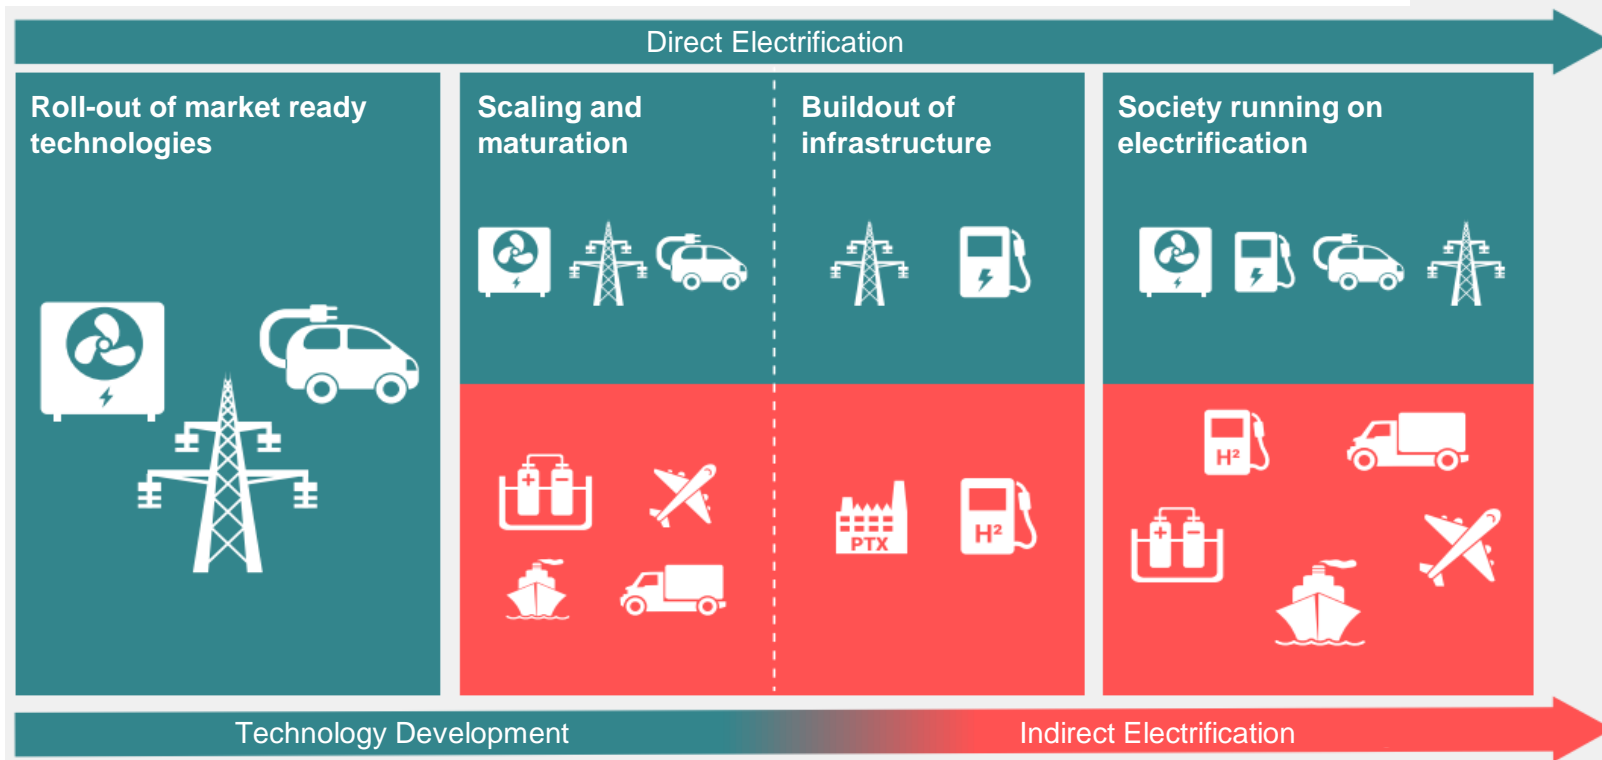 Direct Electrification
Roll-out of market ready
technologies
Scaling and
maturation
Buildout of
infrastructure
Society running on
electrification
H²
+ −
PTX
H²
+ −
Technology Development
Indirect Electrification